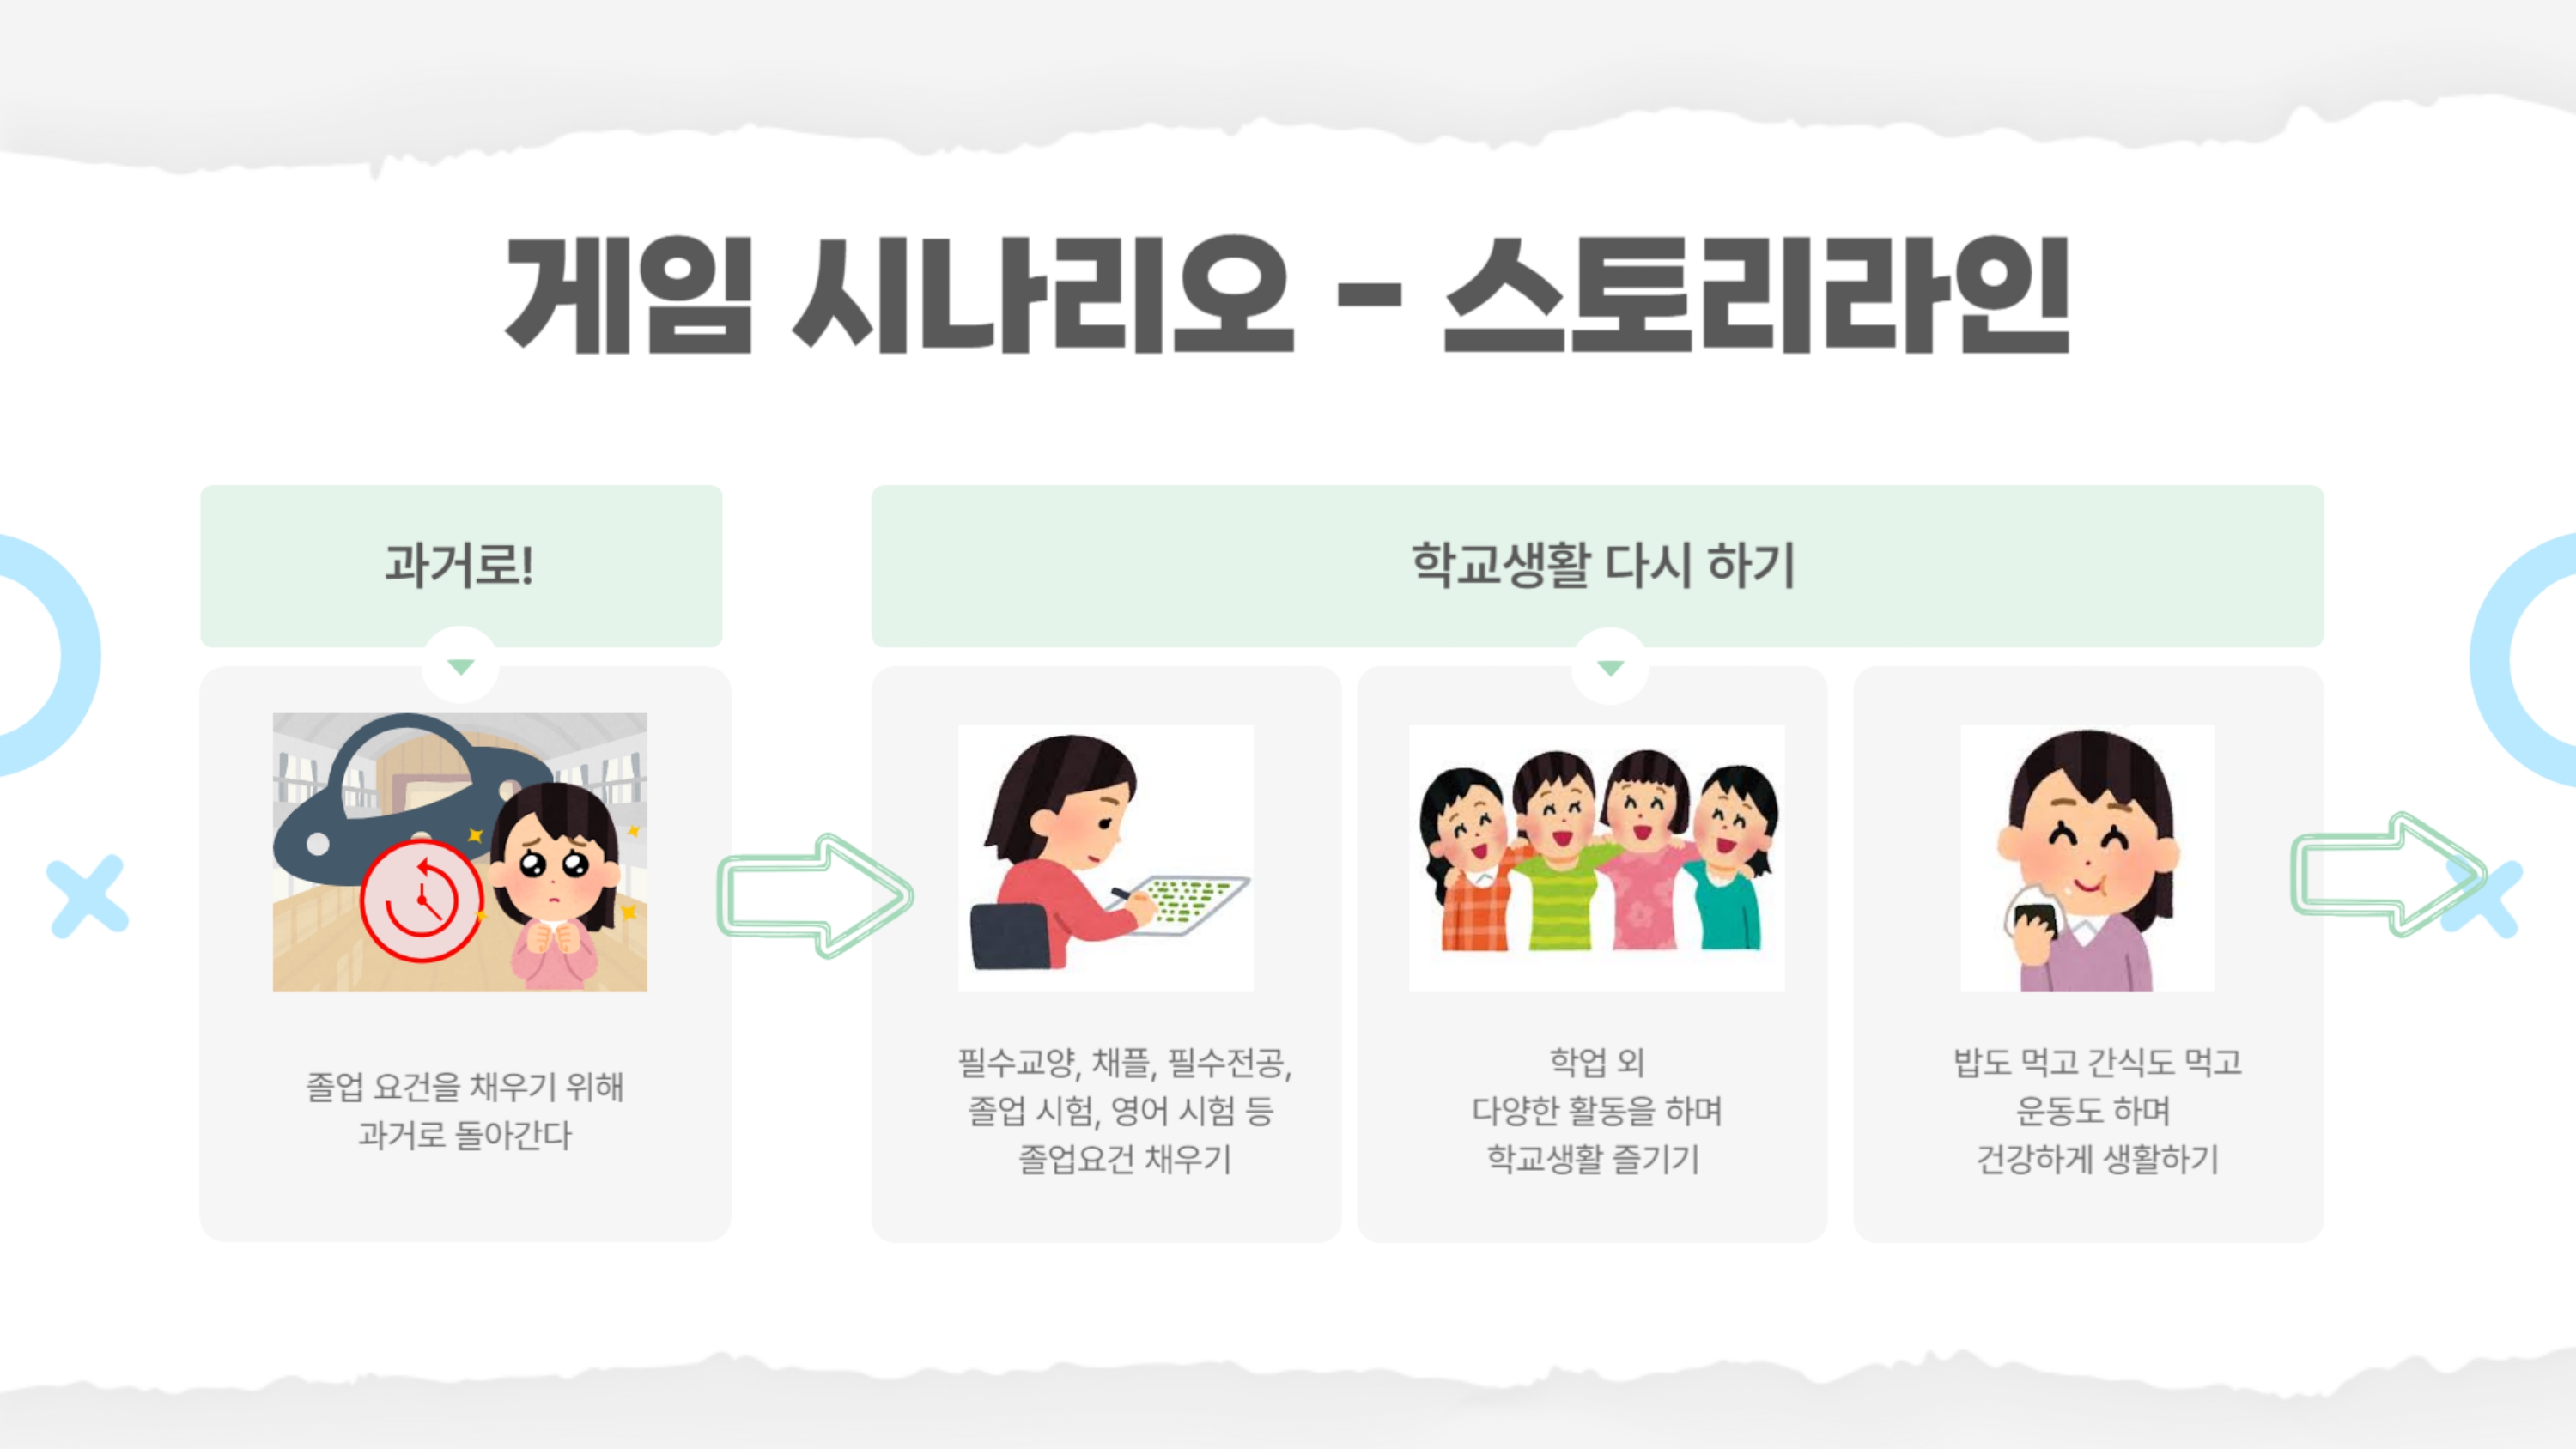 게임 시나리오 - 스토리라인
과거로!
졸업 요건을 채우기 위해
과거로 돌아간다
학교생활 다시 하기
필수교양, 채플, 필수전공,
졸업 시험, 영어 시험 등
졸업요건 채우기
학업 외
다양한 활동을 하며
학교생활 즐기기
밥도 먹고 간식도 먹고
운동도 하며
건강하게 생활하기